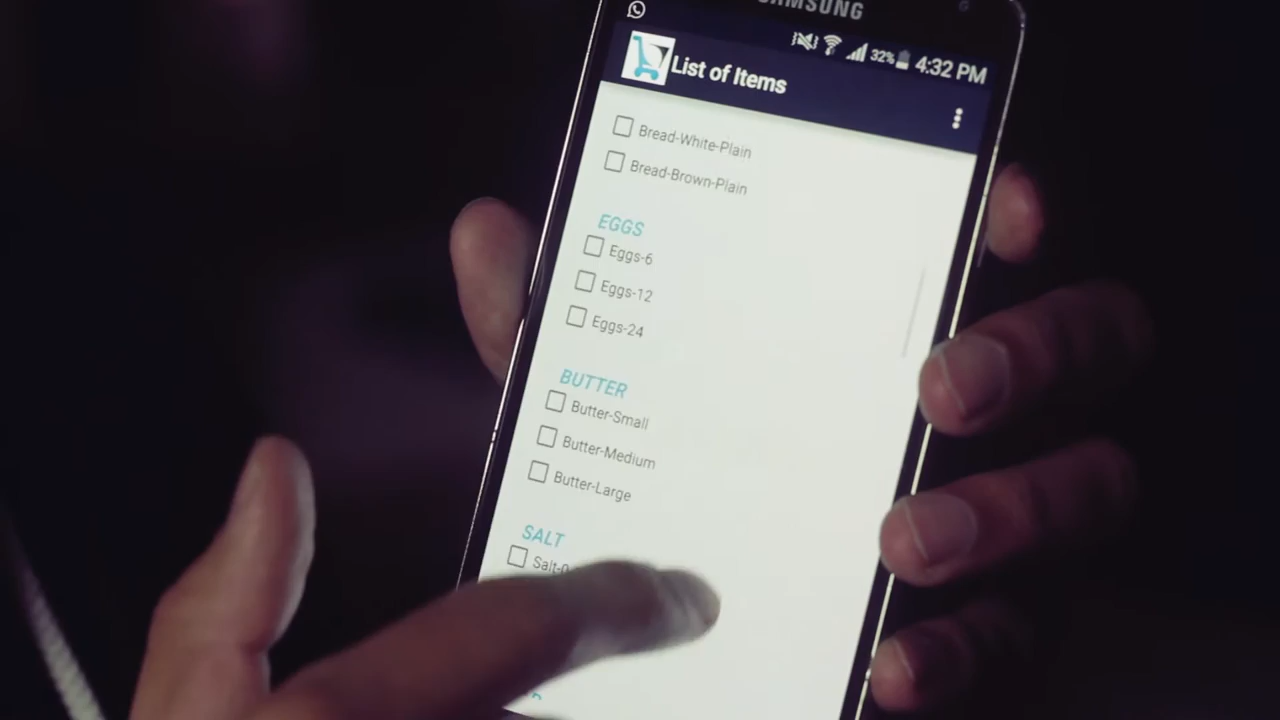 SAMSUNG
32% 4:32 PM
List of Items
Bread-White-Plain
Bread-Brown-Plain
EGGS
Eggs-6
Eggs-12
Eggs-24
BUTTER
Butter-Small
Butter-Medium
Butter-Large
SALT